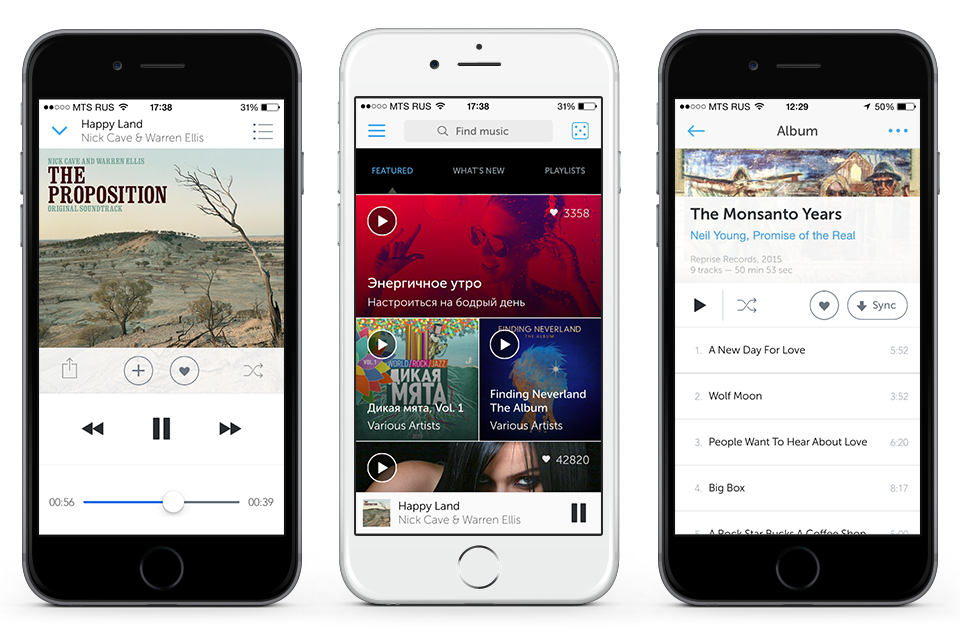 MTS RUS 17:38 31%
Happy Land
Nick Cave & Warren Ellis
NICK CAVE AND WARREN ELLIS
THE
PROPOSITION
ORIGINAL SOUNDTRACK
00:56 00:39
MTS RUS 17:38 31%
Find music
FEATURED WHAT'S NEW PLAYLISTS
3358
Энергичное утро
Настроиться на бодрый день
VOL.1
WORLD/ROCK/JAZZ
ДИКАЯ
МЯТА
Дикая мята, Vol. 1
Various Artists
FINDING NEVERLAND
THE ALBUM
Finding Neverland
The Album
Various Artists
42820
Happy Land
Nick Cave & Warren Ellis
MTS RUS 12:29 50%
Album
The Monsanto Years
Neil Young, Promise of the Real
Reprise Records, 2015
9 tracks — 50 min 53 sec
Sync
1. A New Day For Love 5:52
2. Wolf Moon 3:52
3. People Want To Hear About Love 6:20
4. Big Box 8:17
5. A Rock Star Bucks A Coffee Shop 5:00